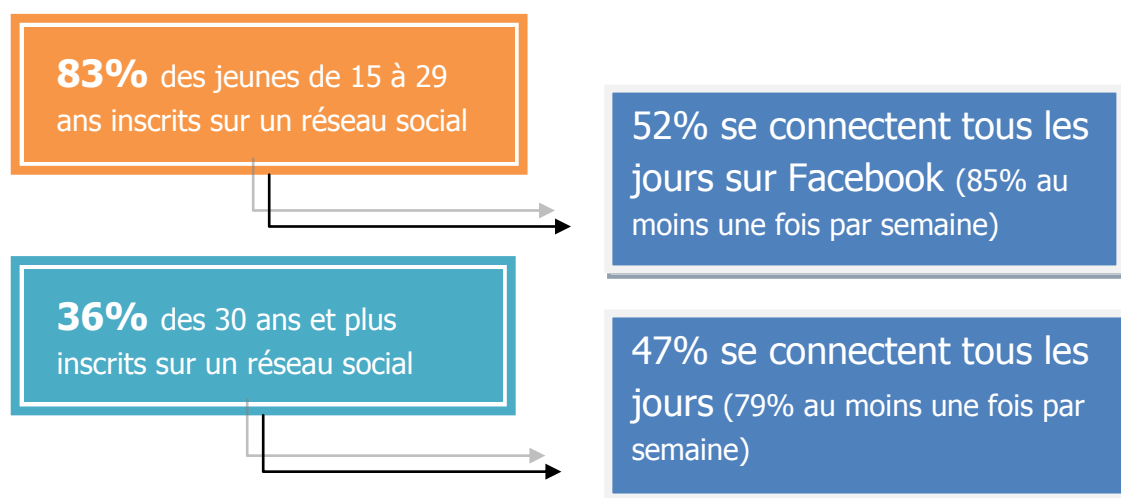 83% des jeunes de 15 à 29
ans inscrits sur un réseau social
52% se connectent tous les
jours sur Facebook (85% au
moins une fois par semaine)
36% des 30 ans et plus
inscrits sur un réseau social
47% se connectent tous les
jours (79% au moins une fois par
semaine)